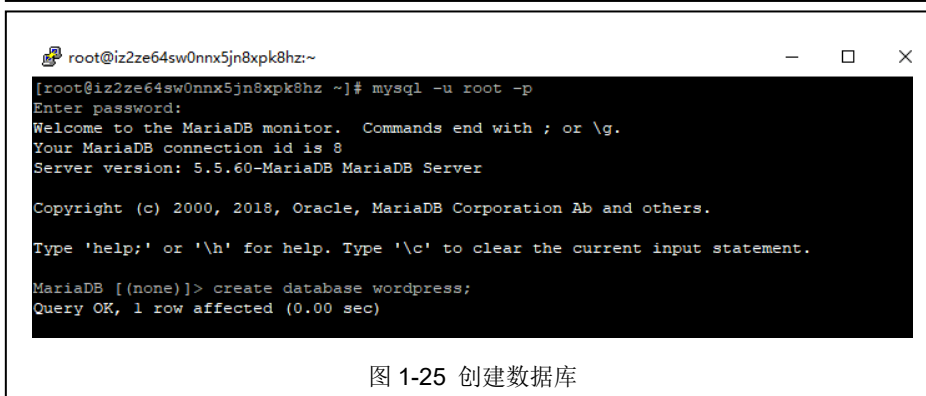 root@iz2ze64sw0nnx5jn8xpk8hz:~
[root@iz2ze64sw0nnx5jn8xpk8hz ~]# mysql -u root -p
Enter password:
Welcome to the MariaDB monitor.  Commands end with ; or \g.
Your MariaDB connection id is 8
Server version: 5.5.60-MariaDB MariaDB Server
Copyright (c) 2000, 2018, Oracle, MariaDB Corporation Ab and others.
Type 'help;' or '\h' for help. Type '\c' to clear the current input statement.
MariaDB [(none)]> create database wordpress;
Query OK, 1 row affected (0.00 sec)
图 1-25 创建数据库